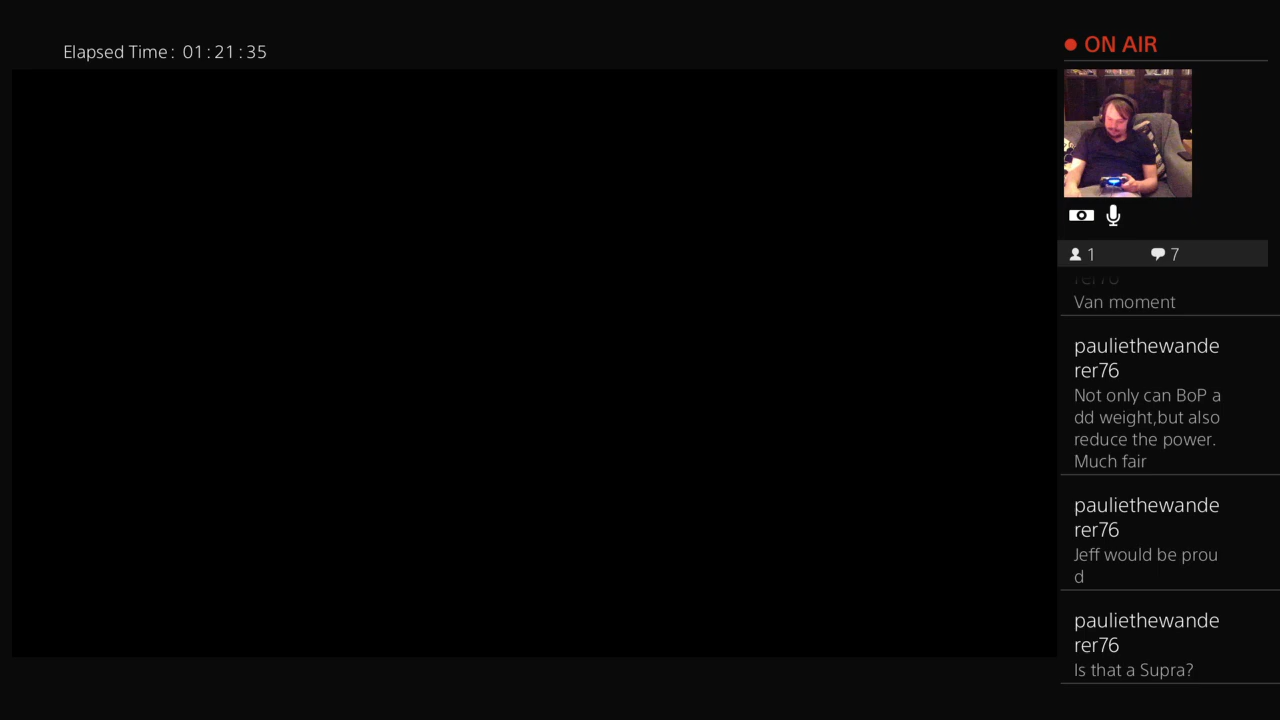 Elapsed Time: 01:21:35
ON AIR
1
7
Van moment
pauliethewande
rer76
Not only can BoP a
dd weight,but also
reduce the power.
Much fair
pauliethewande
rer76
Jeff would be prou
d
pauliethewande
rer76
Is that a Supra?